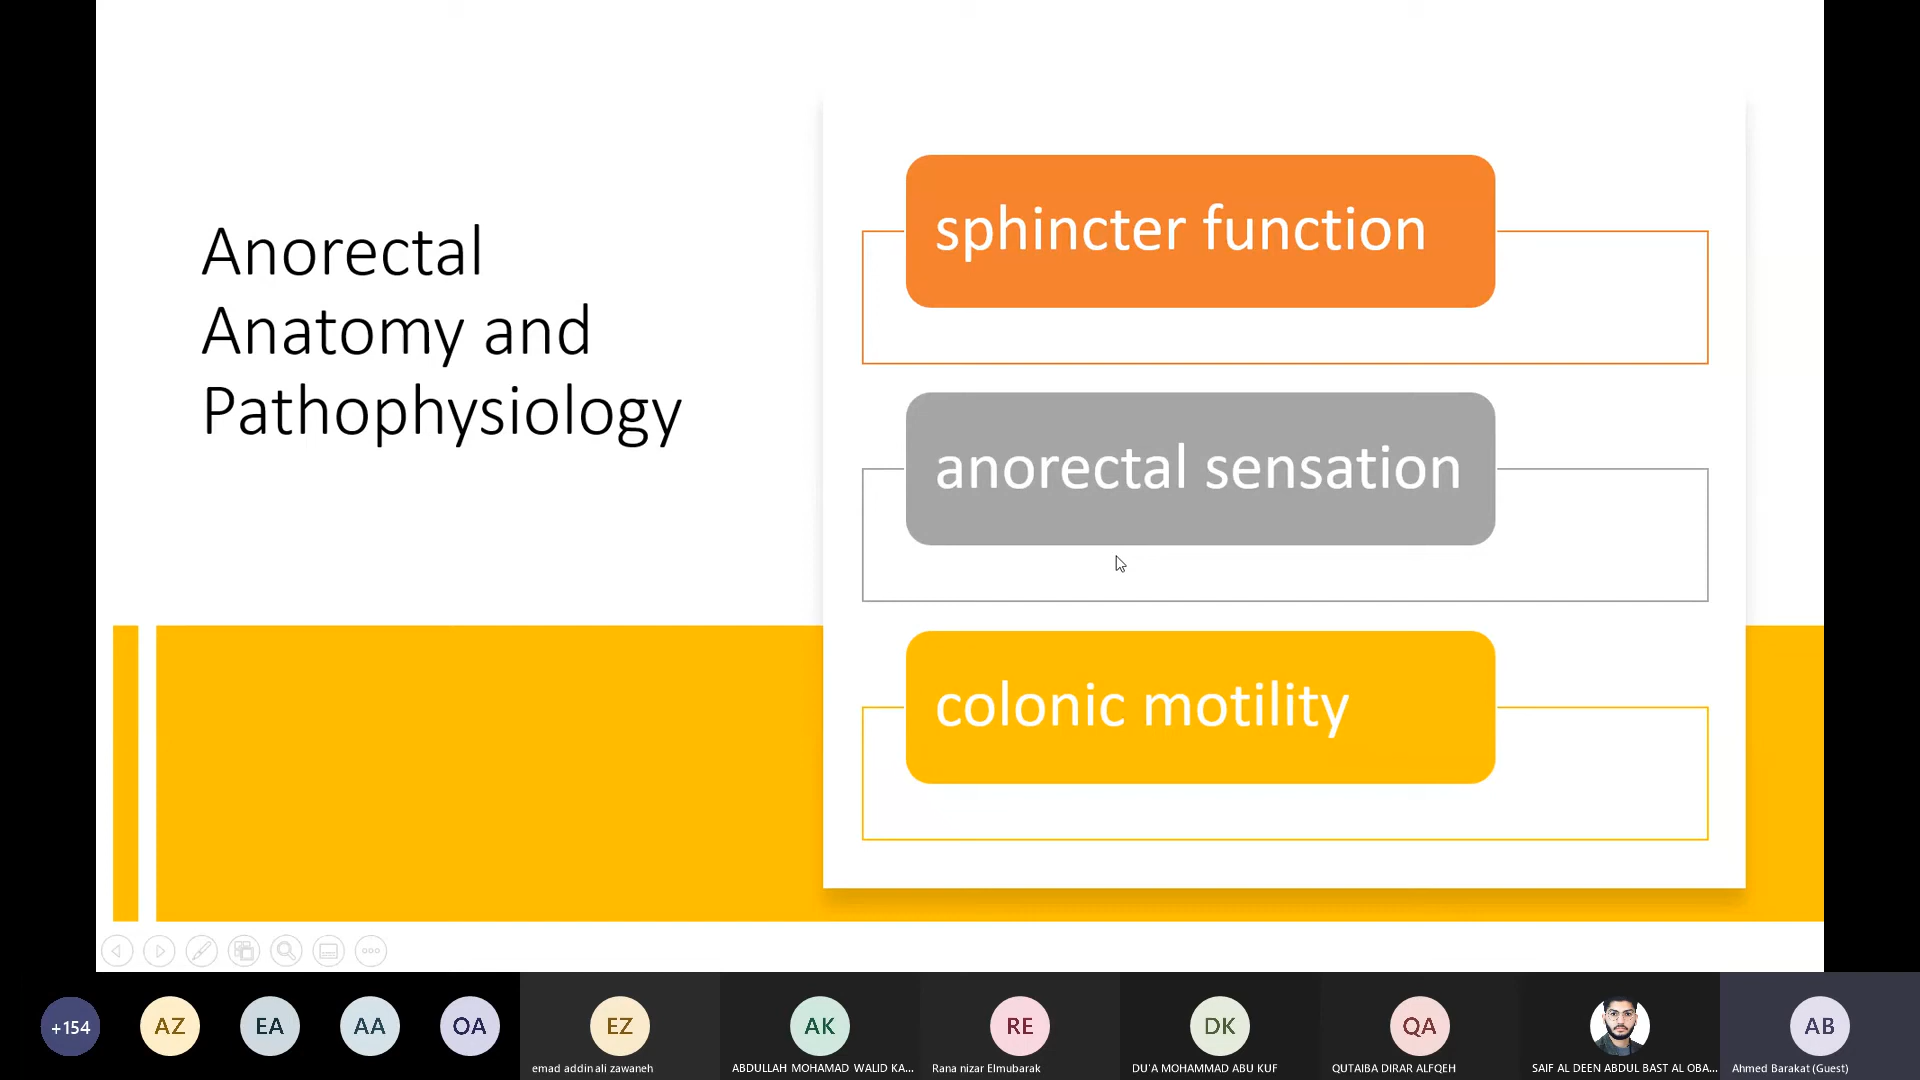 Anorectal
Anatomy and
Pathophysiology
sphincter function
anorectal sensation
colonic motility
+154
AZ
EA
AA
OA
EZ
AK
RE
DK
QA
AB
emad addin ali zawaneh
ABDULLAH MOHAMAD WALID KA...
Rana nizar Elmubarak
DU'A MOHAMMAD ABU KUF
QUTAIBA DIRAR ALFQEH
SAIF AL DEEN ABDUL BAST AL OBA...
Ahmed Barakat (Guest)